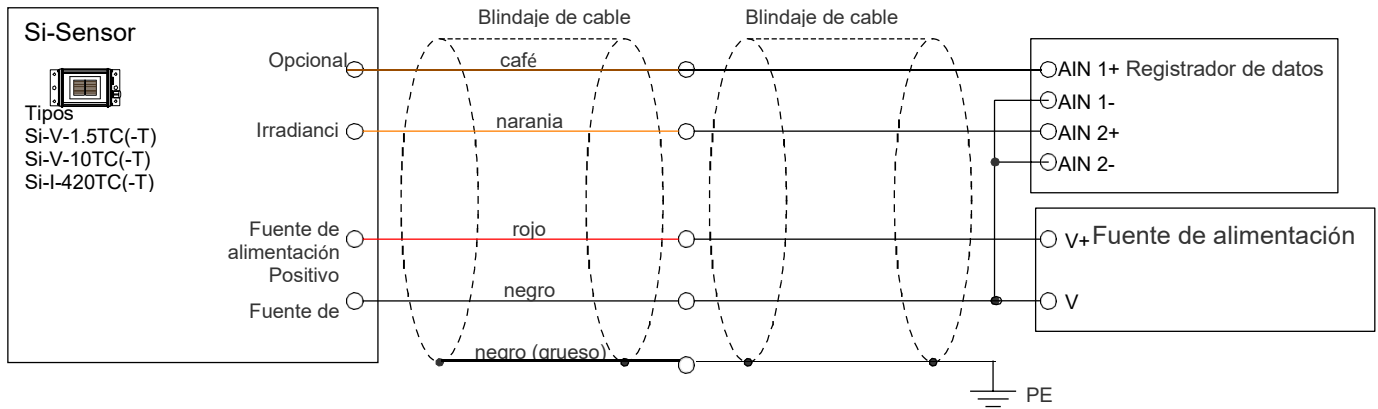 Blindaje de cable
Blindaje de cable
Si-Sensor
Tipos
Si-V-1.5TC(-T)
Si-V-10TC(-T)
Si-I-420TC(-T)
Opcional
café
AIN 1+ Registrador de datos
AIN 1-
Irradianci
narania
AIN 2+
AIN 2-
Fuente de
alimentación
Positivo
rojo
V+ Fuente de alimentación
Fuente de
negro
V
negro (grueso)
PE